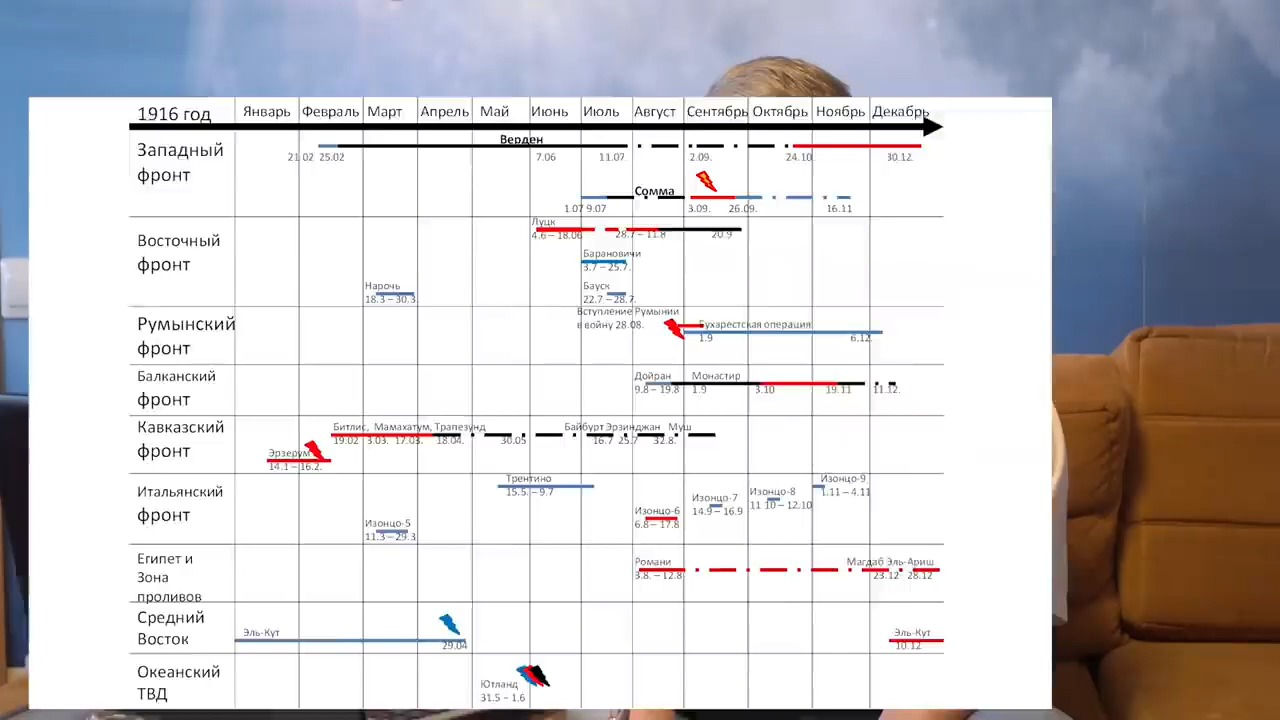 1916 год
Январь Февраль Март Апрель Май Июнь Июль Август Сентябрь Октябрь Ноябрь Декабрь
Западный
фронт
Верден
21.02 25.02 7.06 11.07. 2.09. 24.10. 30.12.
Сомма
1.07 9.07 3.09. 26.09. 16.11
Восточный
фронт
Луцк
4.6 – 18.06 28.7 – 11.8 20.9
Барановичи
3.7 – 25.7.
Нарочь
18.3 – 30.3
Бауск
22.7 – 28.7.
Румынский
фронт
Вступление Румынии
в войну 28.08.
Бухарестская операция
1.9 6.12.
Балканский
фронт
Дойран Монастир
9.8 – 19.8 1.9 3.10 19.11 11.12.
Кавказский
фронт
Битлис, Мамахатум, Трапезунд Байбурт Эрзинджан Муш
19.02 3.03. 17.03. 18.04. 30.05 16.7 25.7 32.8.
Эрзерум
14.1 – 16.2.
Итальянский
фронт
Трентино
15.5. – 9.7
Изонцо-5
11.3 – 29.3
Изонцо-6
6.8 – 17.8
Изонцо-7
14.9 – 16.9
Изонцо-8
11 10 – 12.10
Изонцо-9
1.11 – 4.11
Египет и
Зона
проливов
Романи
3.8. – 12.8
Магдаб Эль-Ариш
23.12 28.12
Средний
Восток
Эль-Кут
29.04
Эль-Кут
10.12
Океанский
ТВД
Ютланд
31.5 – 1.6